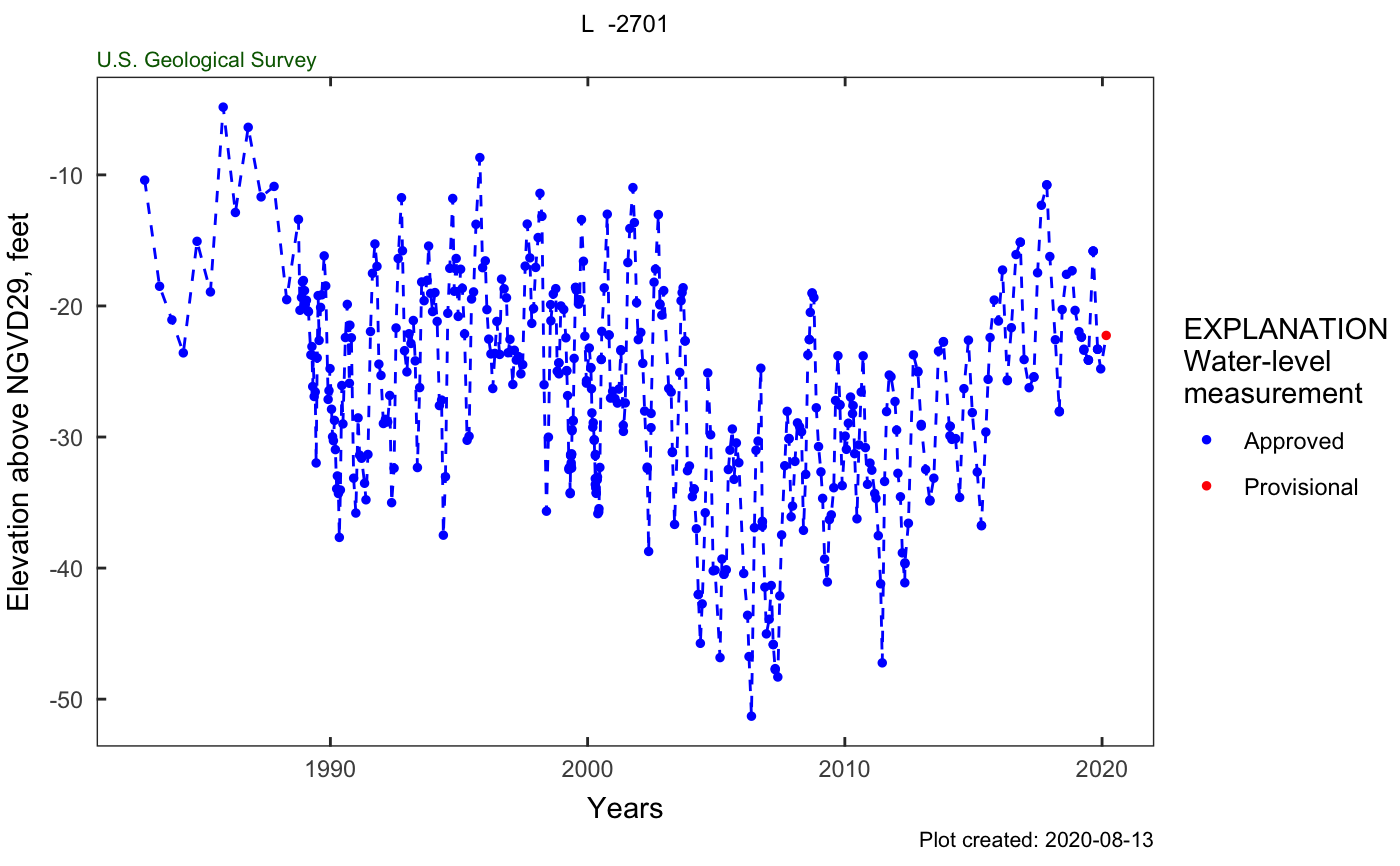 L  -2701
U.S. Geological Survey
Elevation above NGVD29, feet
-10
-20
-30
-40
-50
1990
2000
2010
2020
Years
EXPLANATION
Water-level
measurement
Approved
Provisional
Plot created: 2020-08-13